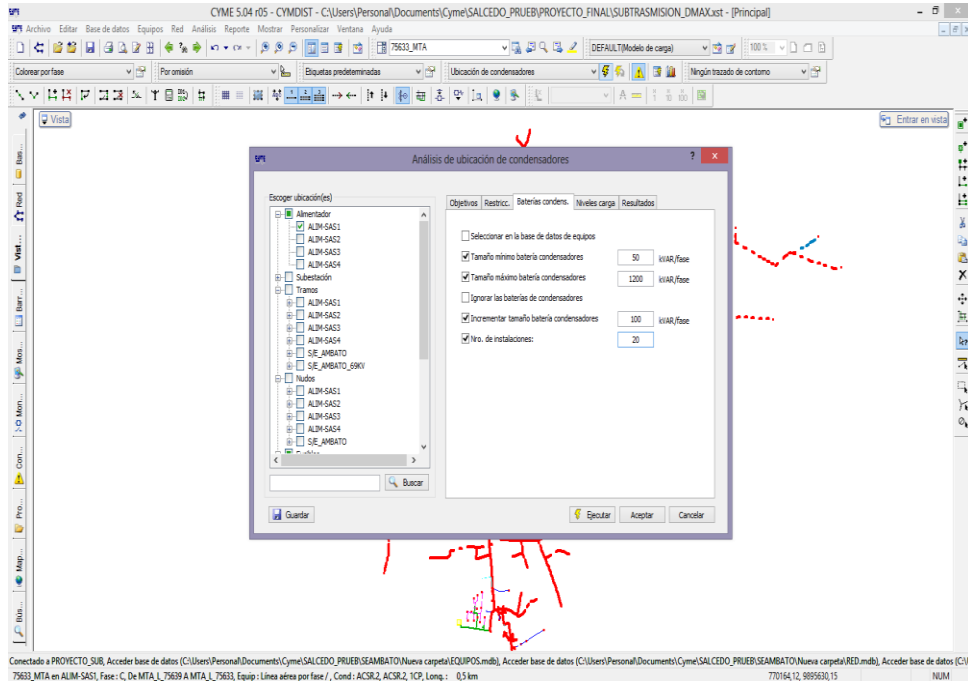 CYME 5.04 r05 - CYMDIST - C:\Users\Personal\Documents\Cyme\SALCEDO_PRUEB\PROYECTO_FINAL\SUBTRASMISION_DMAX.xst - [Principal]
Archivo Editar Base de datos Equipos Red Análisis Reporte Mostrar Personalizar Ventana Ayuda
75633_MTA DEFAULT(Modelo de carga) 100 %
Colorear por fase Por omisión Etiquetas predeterminadas Ubicación de condensadores Ningún trazado de contorno
Vista Entrar en vista
Análisis de ubicación de condensadores ? x
Escoger ubicación(es)
Alimentador
ALIM-SAS1
ALIM-SAS2
ALIM-SAS3
ALIM-SAS4
Subestación
Tramos
ALIM-SAS1
ALIM-SAS2
ALIM-SAS3
ALIM-SAS4
S/E_AMBATO
S/E_AMBATO_69KV
Nudos
ALIM-SAS1
ALIM-SAS2
ALIM-SAS3
ALIM-SAS4
S/E_AMBATO
Buscar
Guardar
Objetivos Restricc. Baterías condens. Niveles carga Resultados
Seleccionar en la base de datos de equipos
Tamaño mínimo batería condensadores 50 kVAR/fase
Tamaño máximo batería condensadores 1200 kVAR/fase
Ignorar las baterías de condensadores
Incrementar tamaño batería condensadores 100 kVAR/fase
Nro. de instalaciones: 20
Ejecutar Aceptar Cancelar
Bas...
Red
Vist...
Barr...
Mos...
Mon...
Con...
Pro...
Map...
Bús...
Conectado a PROYECTO_SUB, Acceder base de datos (C:\Users\Personal\Documents\Cyme\SALCEDO_PRUEB\SEAMBATO\Nueva carpeta\EQUIPOS.mdb), Acceder base de datos (C:\Users\Personal\Documents\Cyme\SALCEDO_PRUEB\SEAMBATO\Nueva carpeta\RED.mdb), Acceder base de datos (C:\
75633_MTA en ALIM-SAS1, Fase : C, De MTA_L_75639 A MTA_L_75633, Equip : Línea aérea por fase / , Cond : ACSR.2, ACSR.2, 1CP, Long. : 0,5 km 770164,12, 9895630,15 NUM